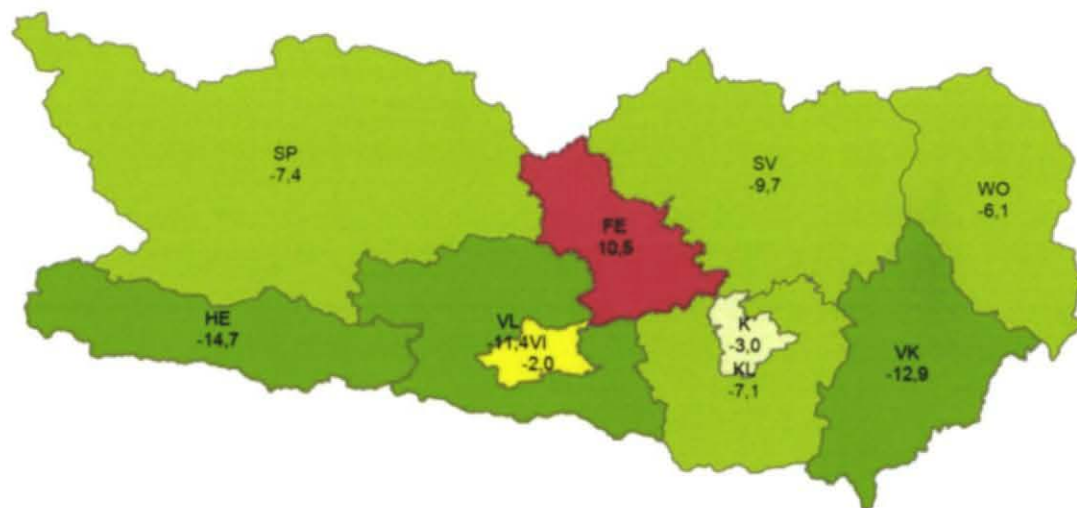 SP
-7,4
SV
-9,7
WO
-6,1
FE
10,5
HE
-14,7
VL
-11,4
VI
-2,0
K
-3,0
KL
-7,1
VK
-12,9